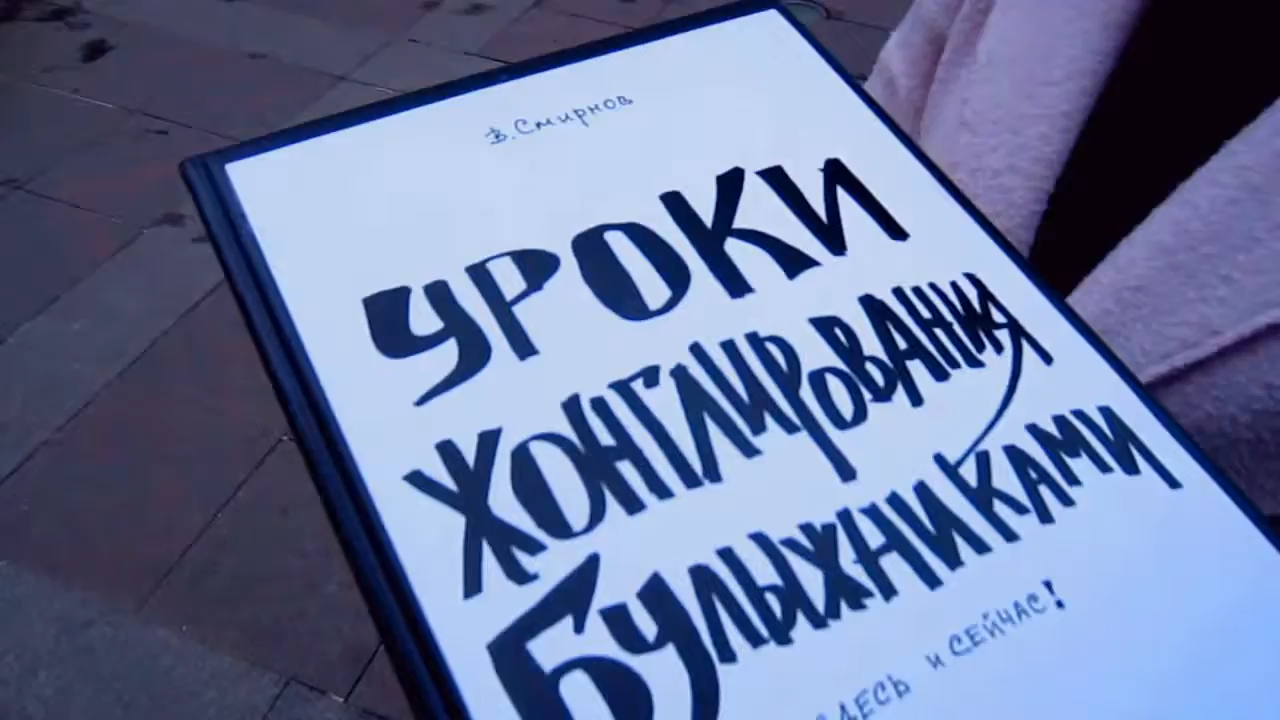 В. Смирнов
УРОКИ
ЖОНГЛИРОВАНИЯ
БУЛЫЖНИКАМИ
ЗДЕСЬ И СЕЙЧАС!